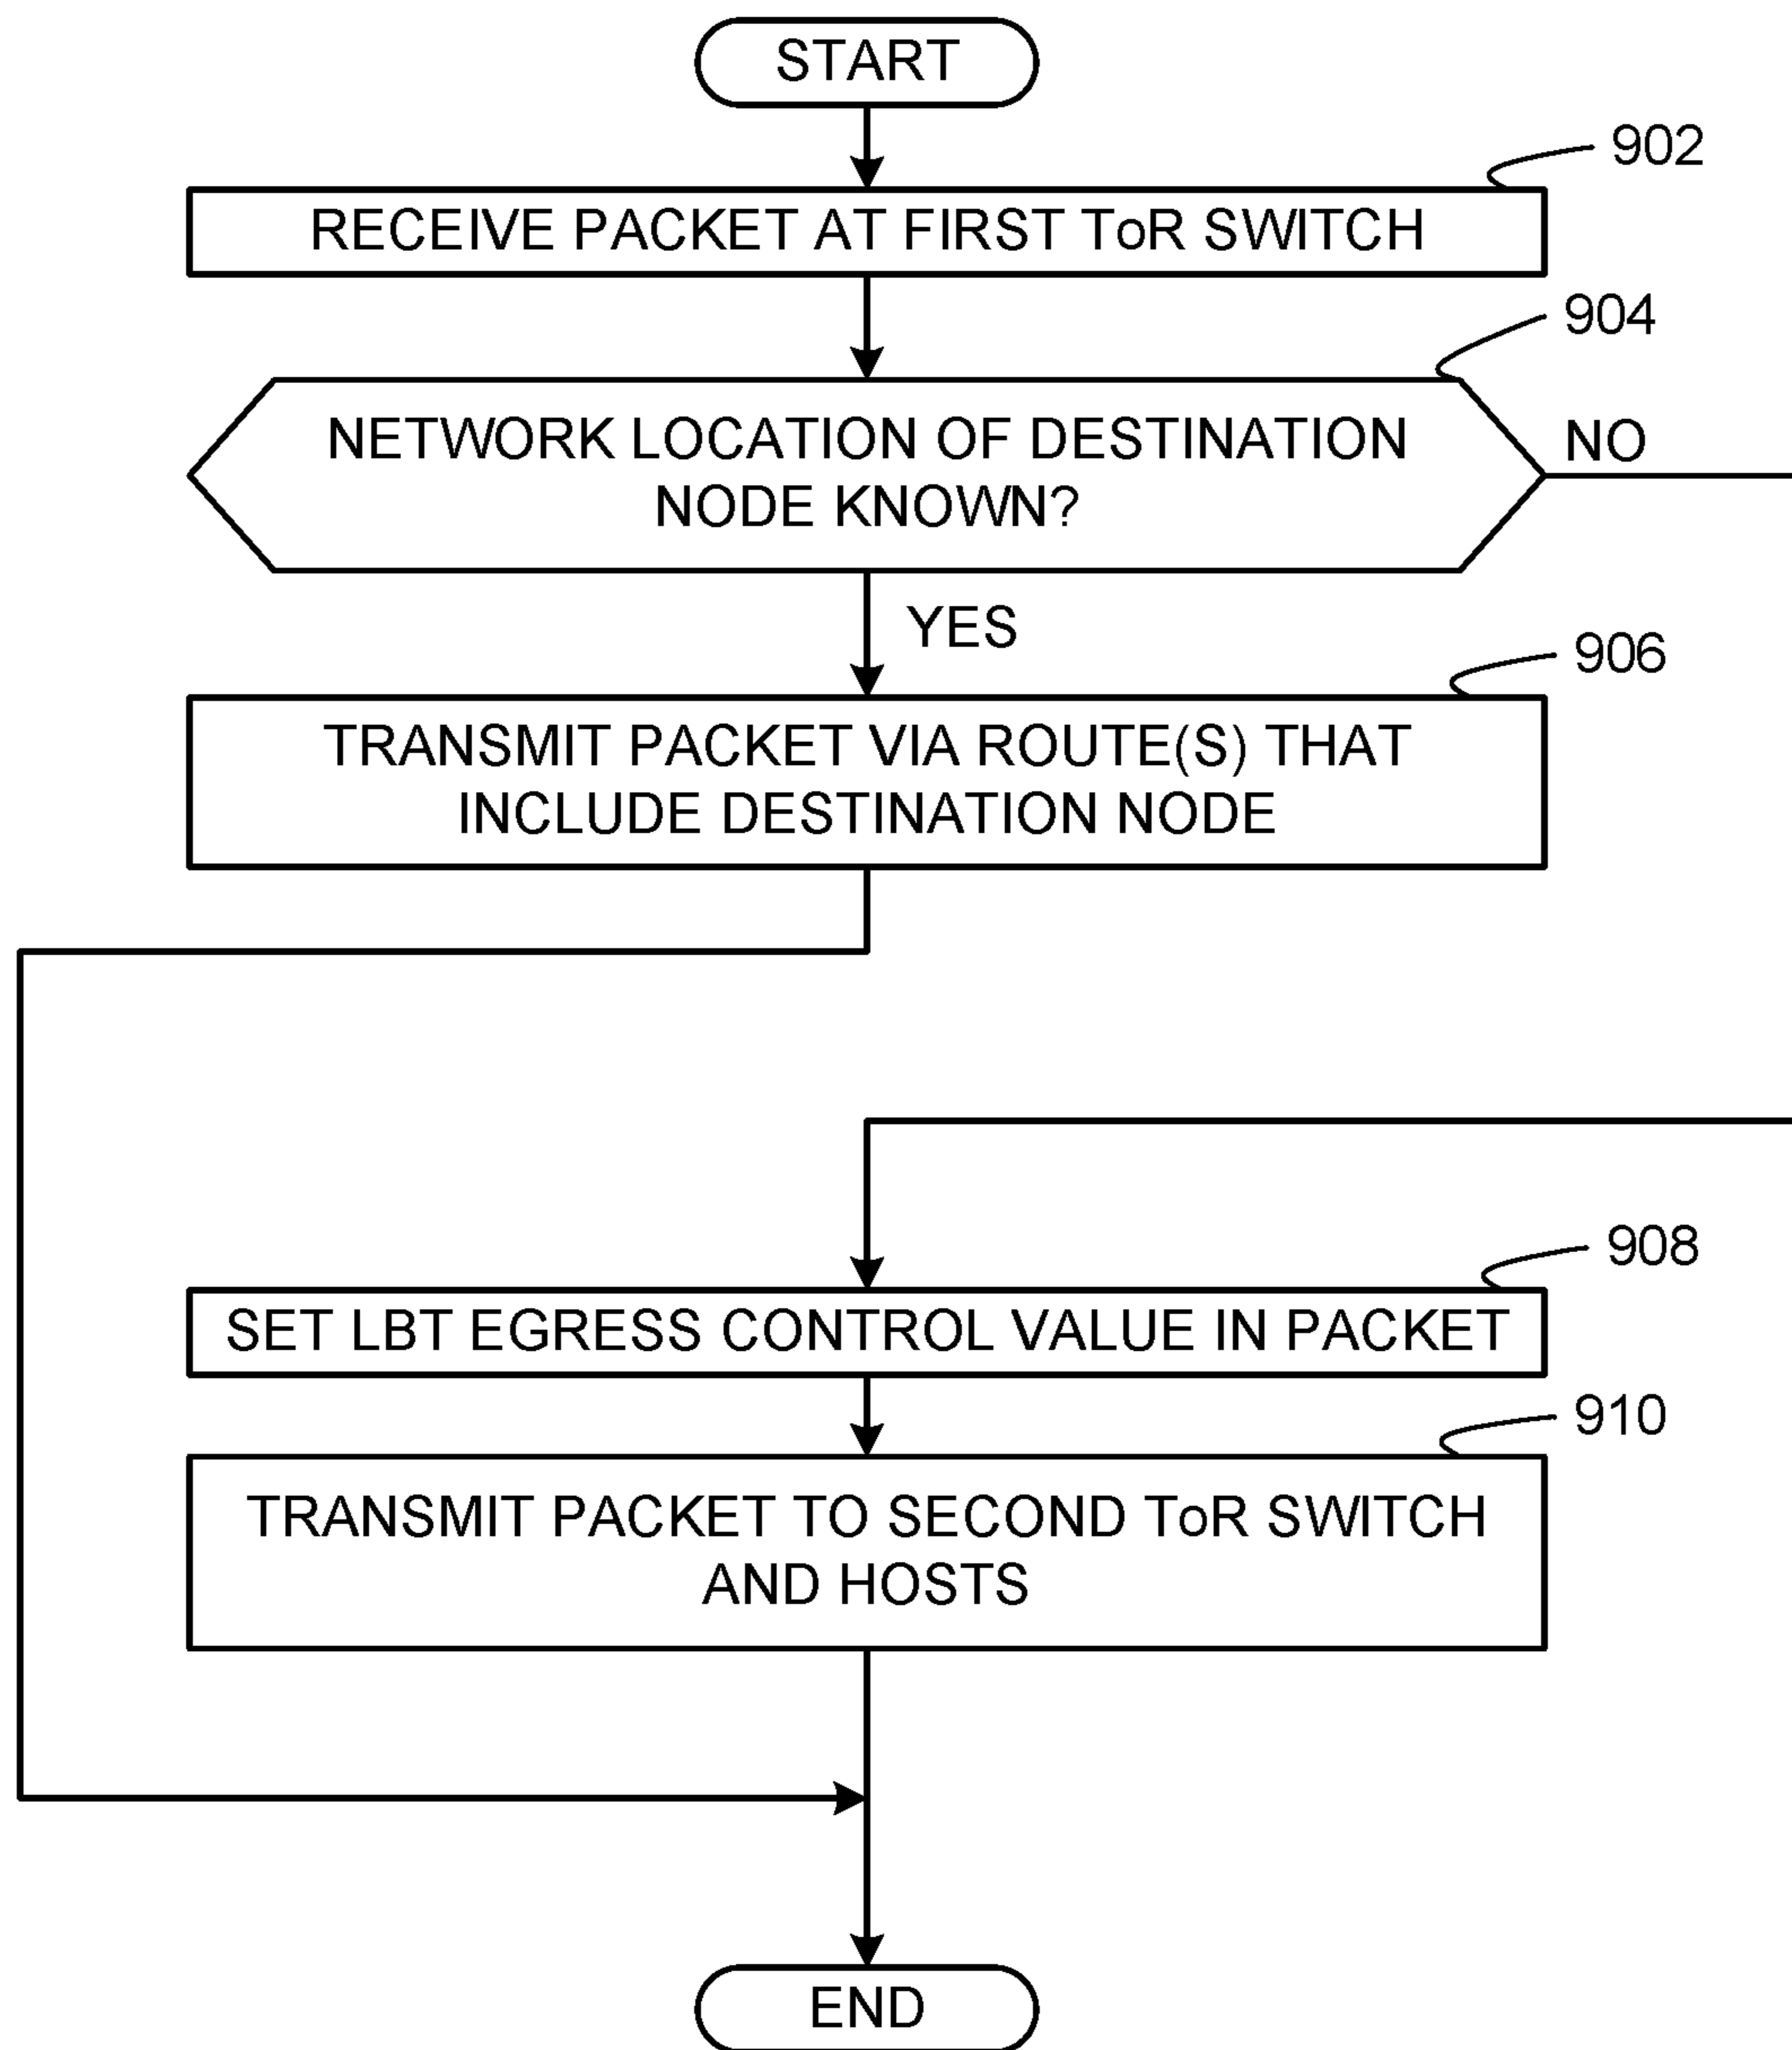 START
902
RECEIVE PACKET AT FIRST ToR SWITCH
904
NETWORK LOCATION OF DESTINATION
NODE KNOWN?
NO
YES
906
TRANSMIT PACKET VIA ROUTE(S) THAT
INCLUDE DESTINATION NODE
908
SET LBT EGRESS CONTROL VALUE IN PACKET
910
TRANSMIT PACKET TO SECOND ToR SWITCH
AND HOSTS
END